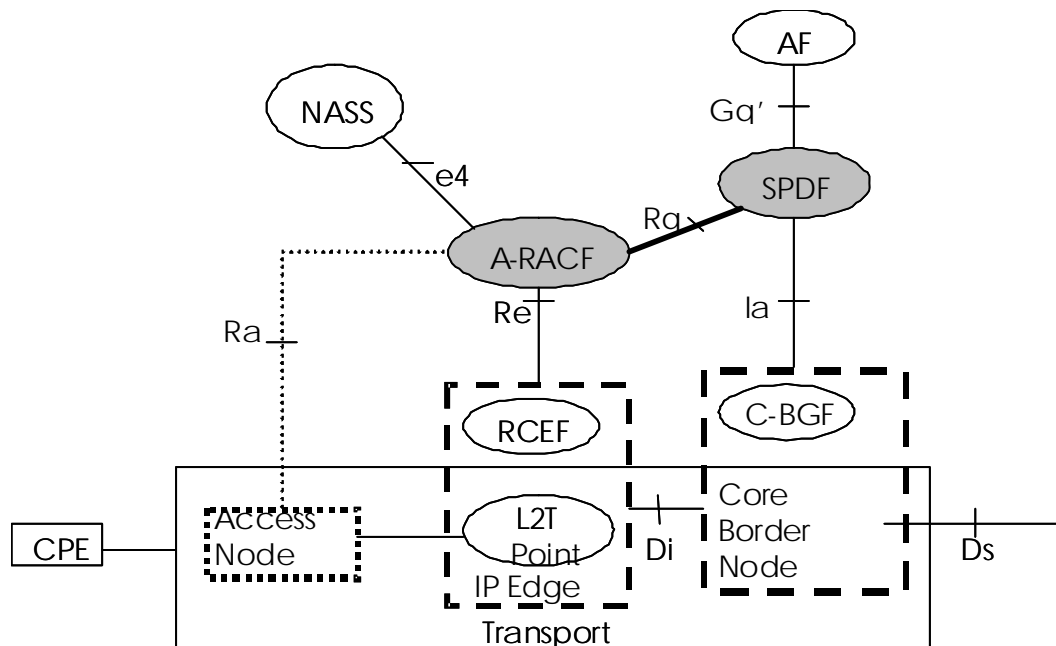 AF
NASS
Gq’
e4
SPDF
Rq
A-RACF
Re
Ia
Ra
C-BGF
RCEF
Access
Node
L2T
Point
IP Edge
Core
Border
Node
CPE
Di
Ds
Transport